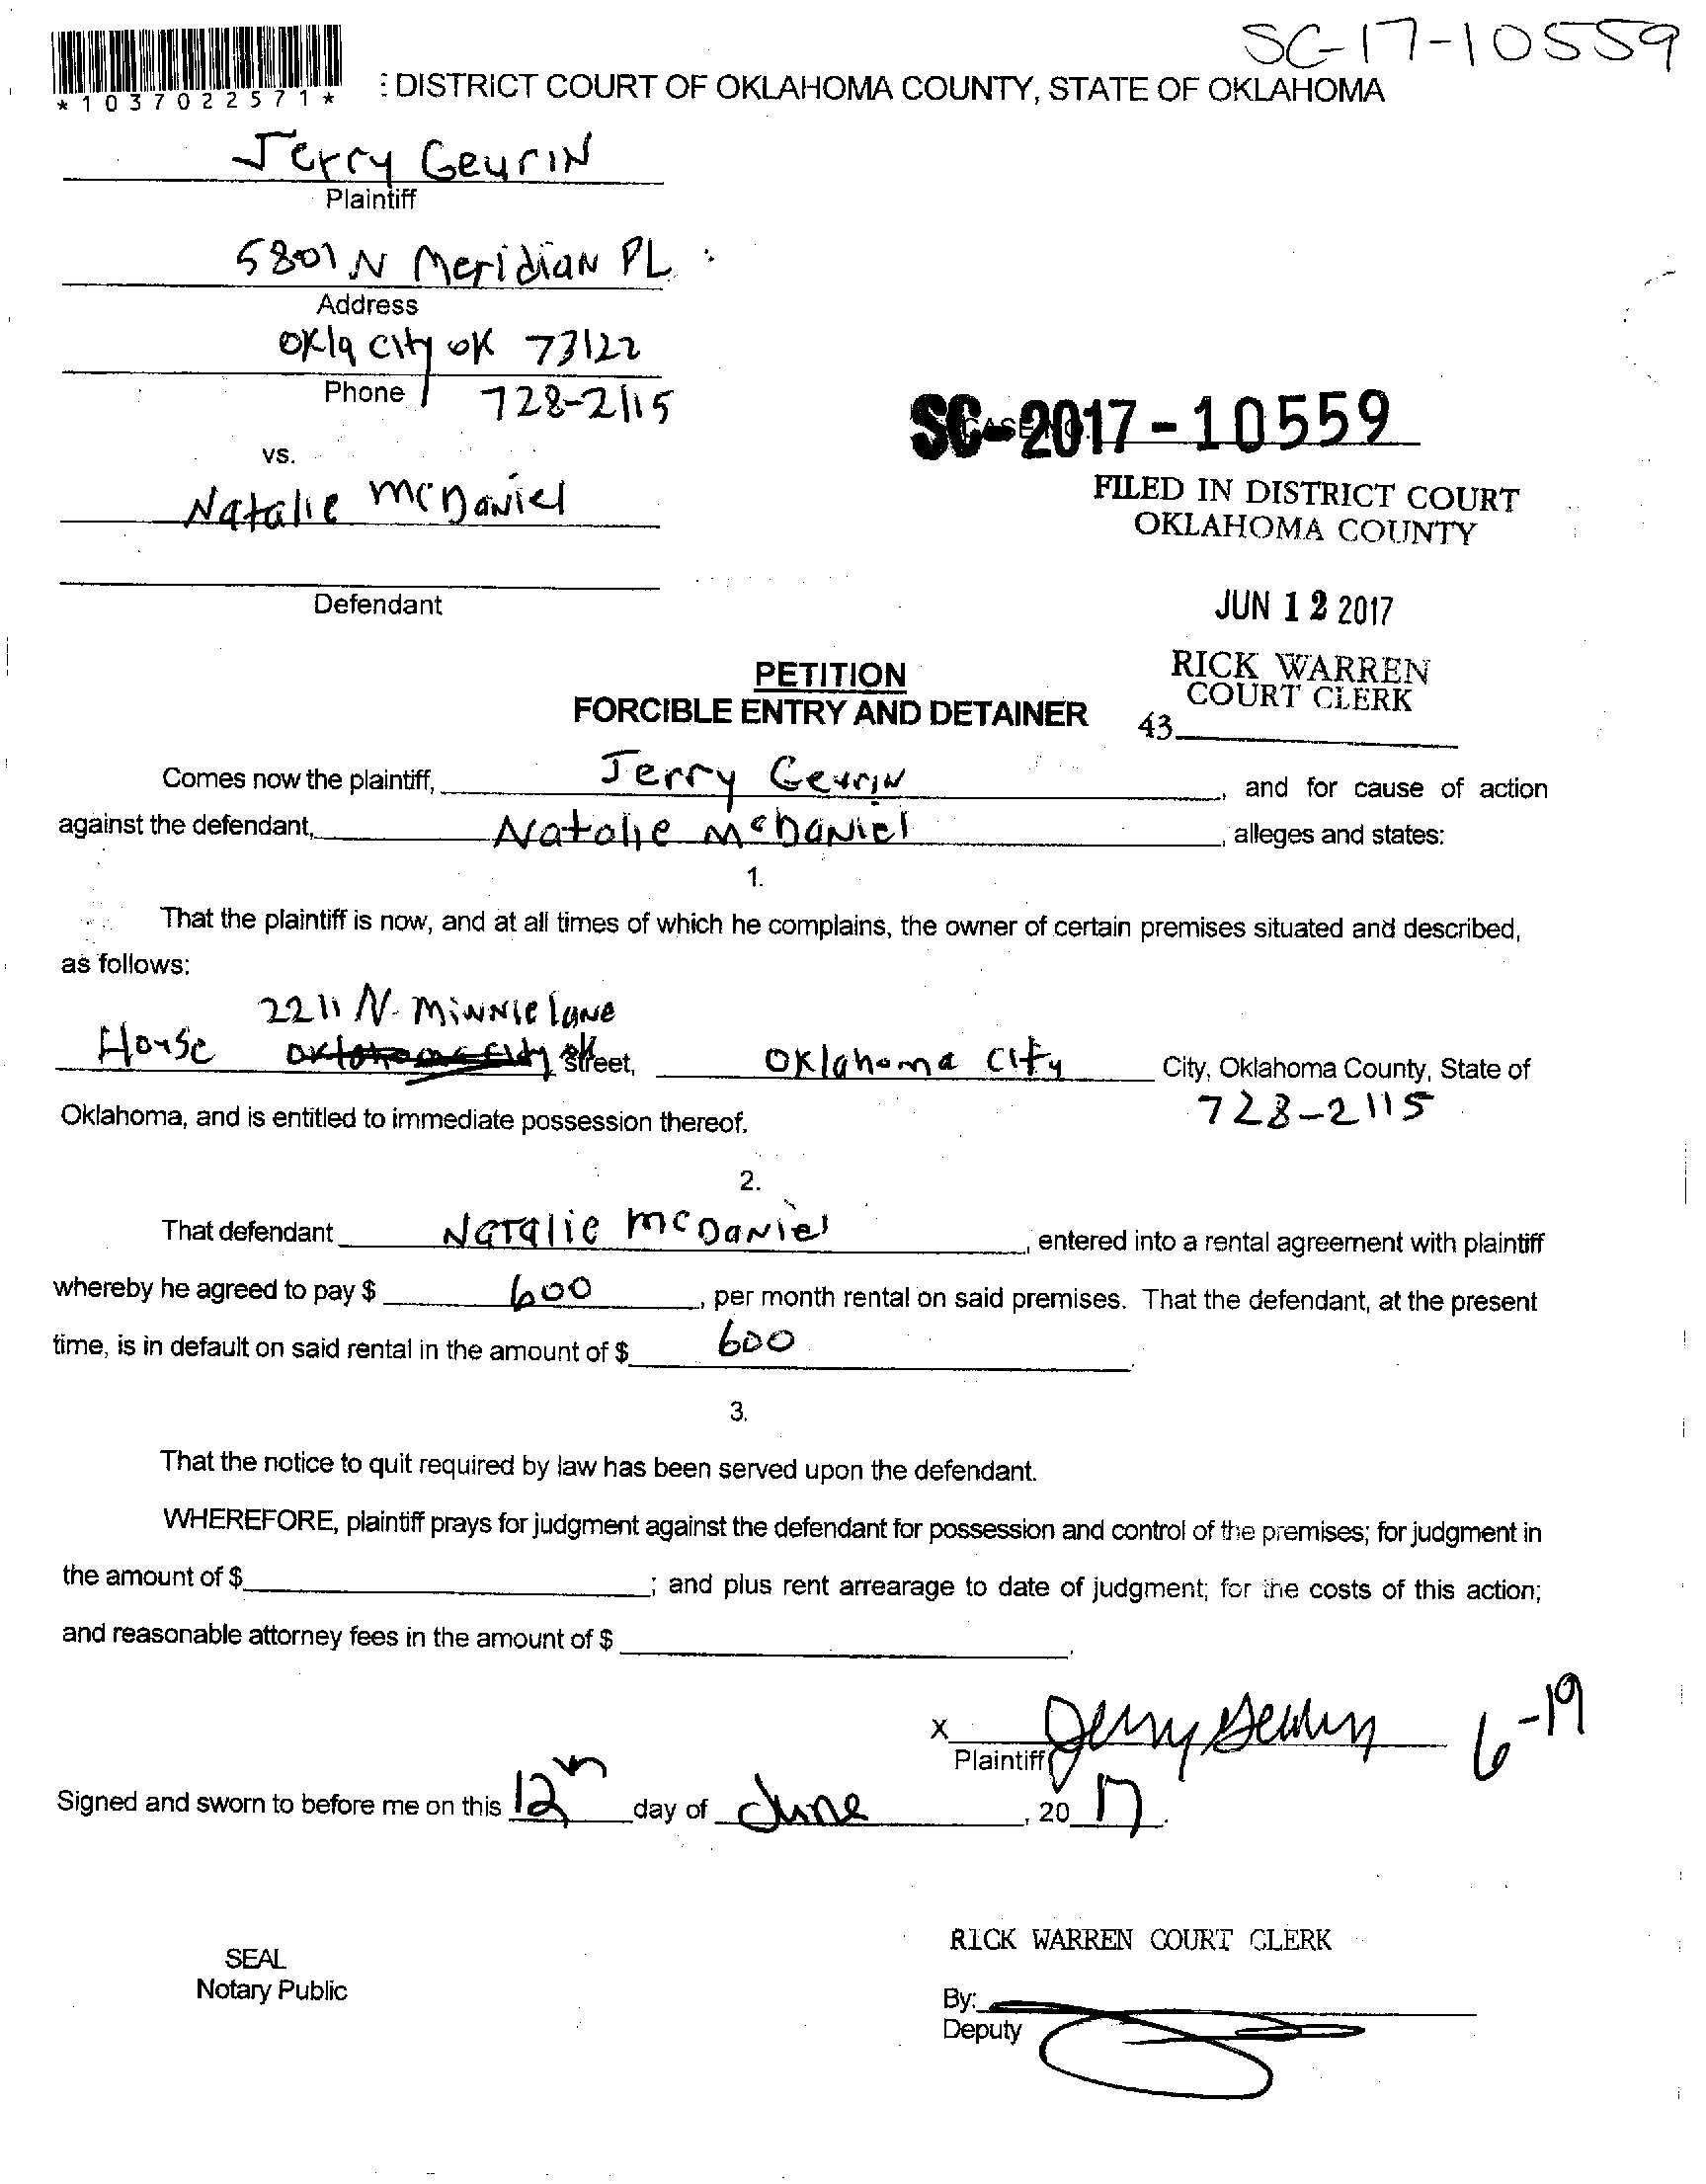 SC-17-10559
*1037022571*
: DISTRICT COURT OF OKLAHOMA COUNTY, STATE OF OKLAHOMA
Jerry Geurin
Plaintiff
5801 N Meridian PL
Address
Okla City OK 73122
Phone 728-2115
vs.
SC-2017-10559
Natalie McDaniel
FILED IN DISTRICT COURT
OKLAHOMA COUNTY
Defendant
JUN 12 2017
PETITION
RICK WARREN
COURT CLERK
FORCIBLE ENTRY AND DETAINER
43
Comes now the plaintiff, Jerry Geurin, and for cause of action
against the defendant, Natalie McDaniel, alleges and states:
1.
That the plaintiff is now, and at all times of which he complains, the owner of certain premises situated and described,
as follows:
2211 N. Minnie lane
House street, Oklahoma City City, Oklahoma County, State of
Oklahoma, and is entitled to immediate possession thereof. 728-2115
2.
That defendant Natalie McDaniel, entered into a rental agreement with plaintiff
whereby he agreed to pay $ 600, per month rental on said premises. That the defendant, at the present
time, is in default on said rental in the amount of $ 600.
3.
That the notice to quit required by law has been served upon the defendant.
WHEREFORE, plaintiff prays for judgment against the defendant for possession and control of the premises; for judgment in
the amount of $ ; and plus rent arrearage to date of judgment; for the costs of this action;
and reasonable attorney fees in the amount of $ .
x Jerry Geurin 6-19
Plaintiff
Signed and sworn to before me on this 12th day of June, 2017.
RICK WARREN COURT CLERK
SEAL
Notary Public
By:
Deputy